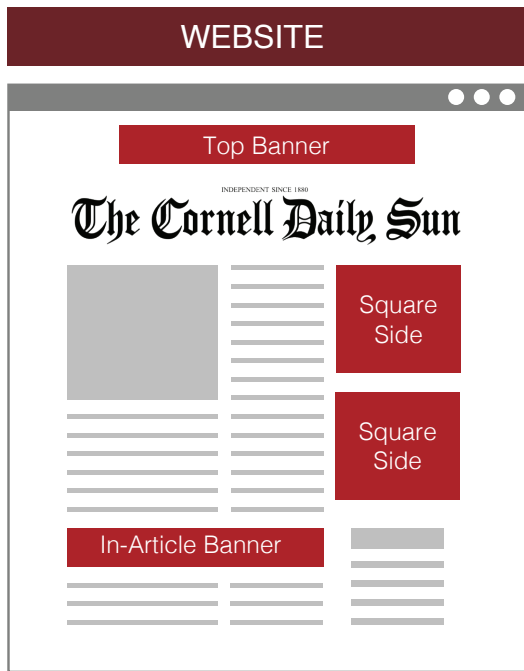 WEBSITE
Top Banner
INDEPENDENT SINCE 1880
The Cornell Daily Sun
Square
Side
Square
Side
In-Article Banner